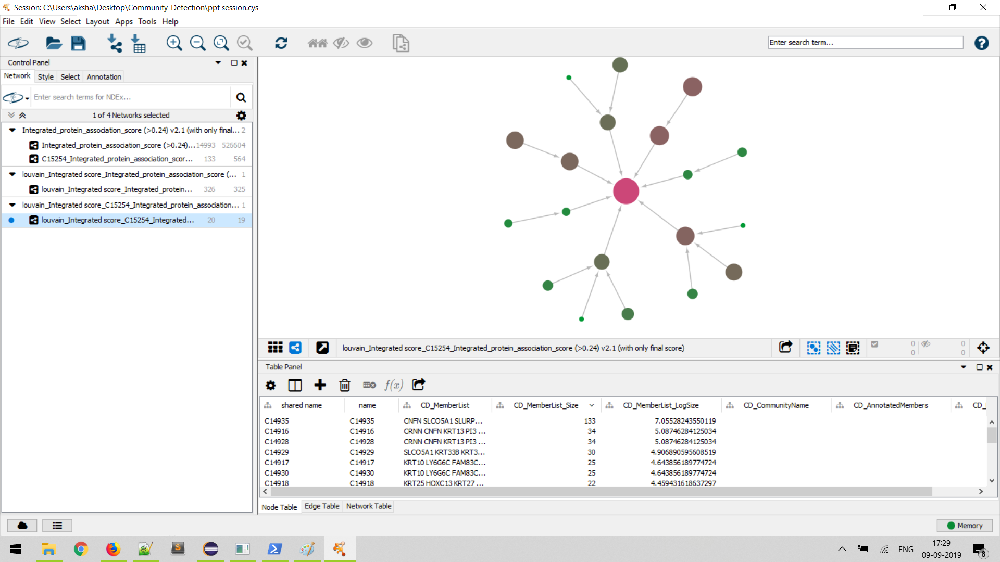 Session: C:\Users\aksha\Desktop\Community_Detection\ppt session.cys
File Edit View Select Layout Apps Tools Help
Enter search term...
Control Panel
Network Style Select Annotation
Enter search terms for NDEx...
1 of 4 Networks selected
Integrated_protein_association_score (>0.24) v2.1 (with only final... 2
Integrated_protein_association_score (>0.24)... 14993 526604
C15254_Integrated_protein_association_scor... 133 564
louvain_Integrated score_Integrated_protein_association_score (... 1
louvain_Integrated score_Integrated_protein... 326 325
louvain_Integrated score_C15254_Integrated_protein_association... 1
louvain_Integrated score_C15254_Integrated... 20 19
louvain_Integrated score_C15254_Integrated_protein_association_score (>0.24) v2.1 (with only final score)
0 0
0 0
Table Panel
f(x)
shared name name CD_MemberList CD_MemberList_Size CD_MemberList_LogSize CD_CommunityName CD_AnnotatedMembers CD_
C14935 C14935 CNFN SLCO5A1 SLURP... 133 7.05528243550119
C14916 C14916 CRNN CNFN KRT13 PI3 ... 34 5.08746284125034
C14928 C14928 CRNN CNFN KRT13 PI3 ... 34 5.08746284125034
C14929 C14929 SLCO5A1 KRT33B KRT3... 30 4.906890595608519
C14917 C14917 KRT10 LY6G6C FAM83C... 25 4.643856189774724
C14930 C14930 KRT10 LY6G6C FAM83C... 25 4.643856189774724
C14918 C14918 KRT25 HOXC13 KRT27 ... 22 4.459431618637297
Node Table Edge Table Network Table
Memory
ENG
17:29
09-09-2019
8